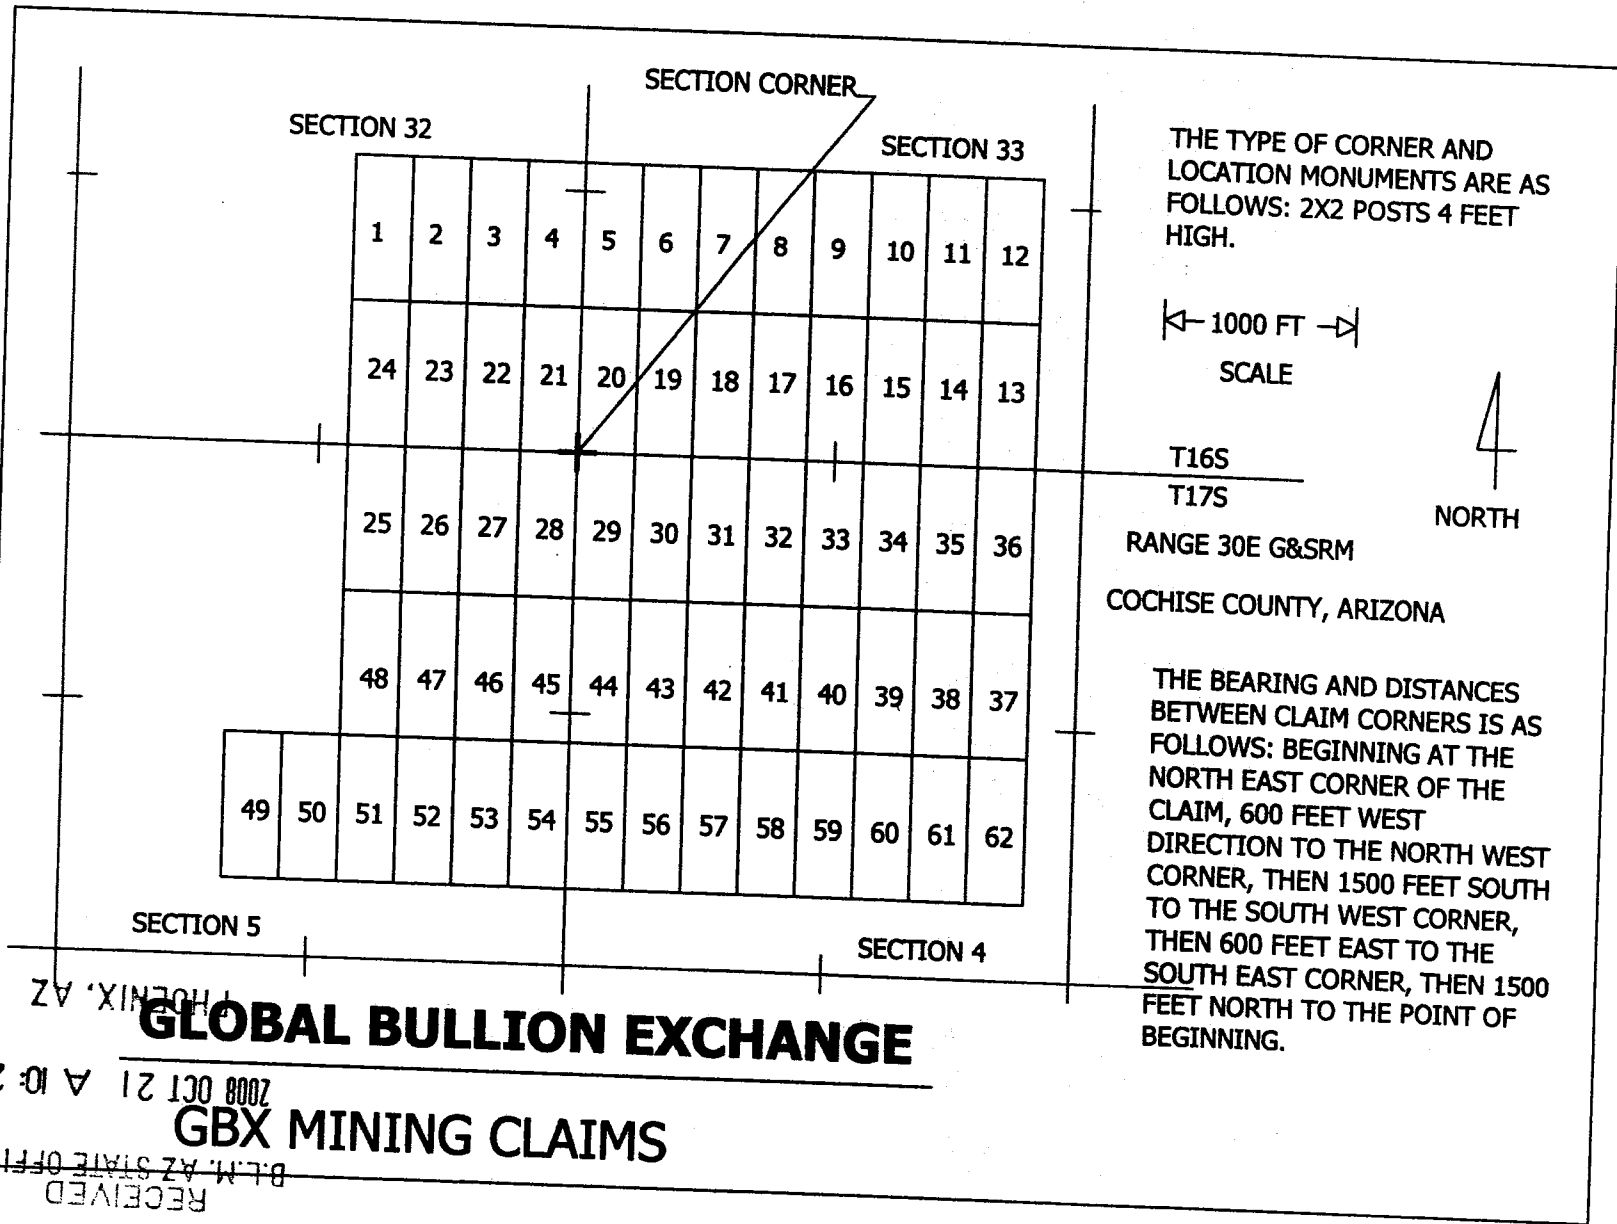 SECTION CORNER
SECTION 32
SECTION 33
1 2 3 4 5 6 7 8 9 10 11 12
24 23 22 21 20 19 18 17 16 15 14 13
25 26 27 28 29 30 31 32 33 34 35 36
48 47 46 45 44 43 42 41 40 39 38 37
49 50 51 52 53 54 55 56 57 58 59 60 61 62
SECTION 5
SECTION 4
THE TYPE OF CORNER AND
LOCATION MONUMENTS ARE AS
FOLLOWS: 2X2 POSTS 4 FEET
HIGH.
1000 FT
SCALE
T16S
T17S
NORTH
RANGE 30E G&SRM
COCHISE COUNTY, ARIZONA
THE BEARING AND DISTANCES
BETWEEN CLAIM CORNERS IS AS
FOLLOWS: BEGINNING AT THE
NORTH EAST CORNER OF THE
CLAIM, 600 FEET WEST
DIRECTION TO THE NORTH WEST
CORNER, THEN 1500 FEET SOUTH
TO THE SOUTH WEST CORNER,
THEN 600 FEET EAST TO THE
SOUTH EAST CORNER, THEN 1500
FEET NORTH TO THE POINT OF
BEGINNING.
GLOBAL BULLION EXCHANGE
GBX MINING CLAIMS
RECEIVED
B.L.M. AZ STATE
2008 OCT 21 A 10:
PHOENIX, AZ